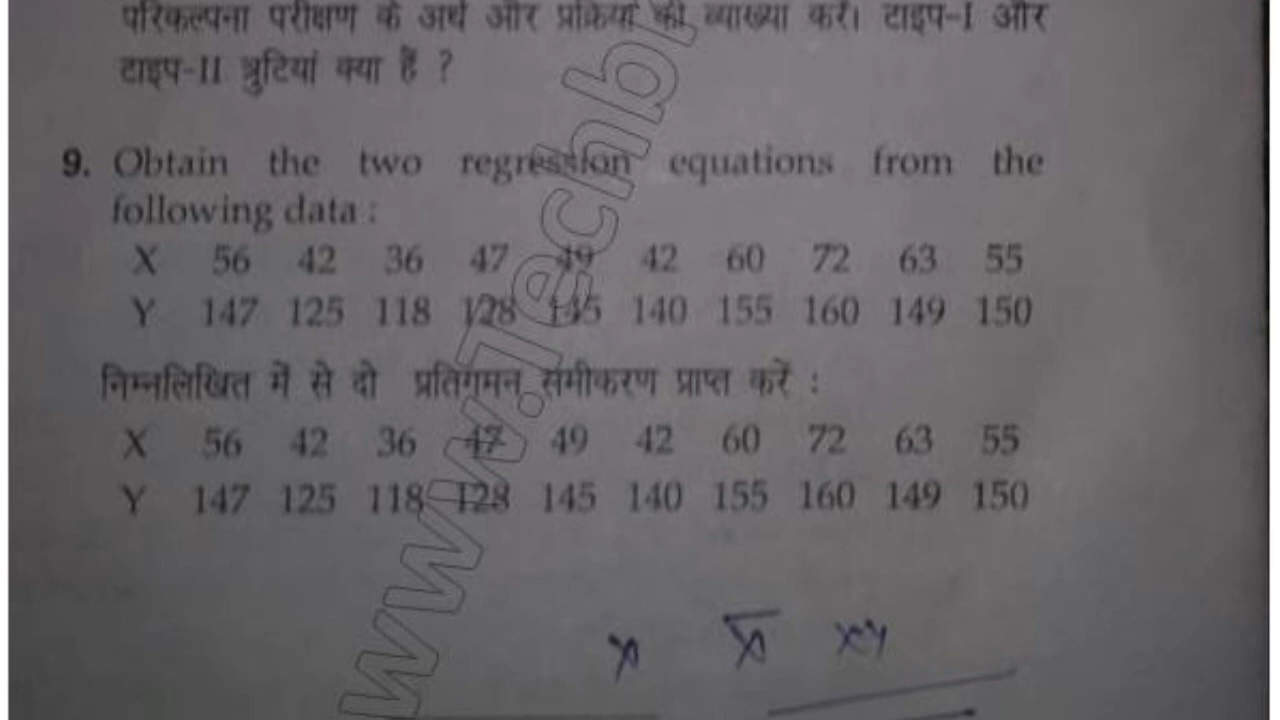 परिकल्पना परीक्षण के अर्थ और प्रक्रिया की व्याख्या करें। टाइप-I और
टाइप-II त्रुटियां क्या हैं ?
9. Obtain the two regression equations from the
following data :
X 56 42 36 47 49 42 60 72 63 55
Y 147 125 118 128 145 140 155 160 149 150
निम्नलिखित में से दो प्रतिगमन समीकरण प्राप्त करें :
X 56 42 36 47 49 42 60 72 63 55
Y 147 125 118 128 145 140 155 160 149 150
www.Techbr
x x̅ xy